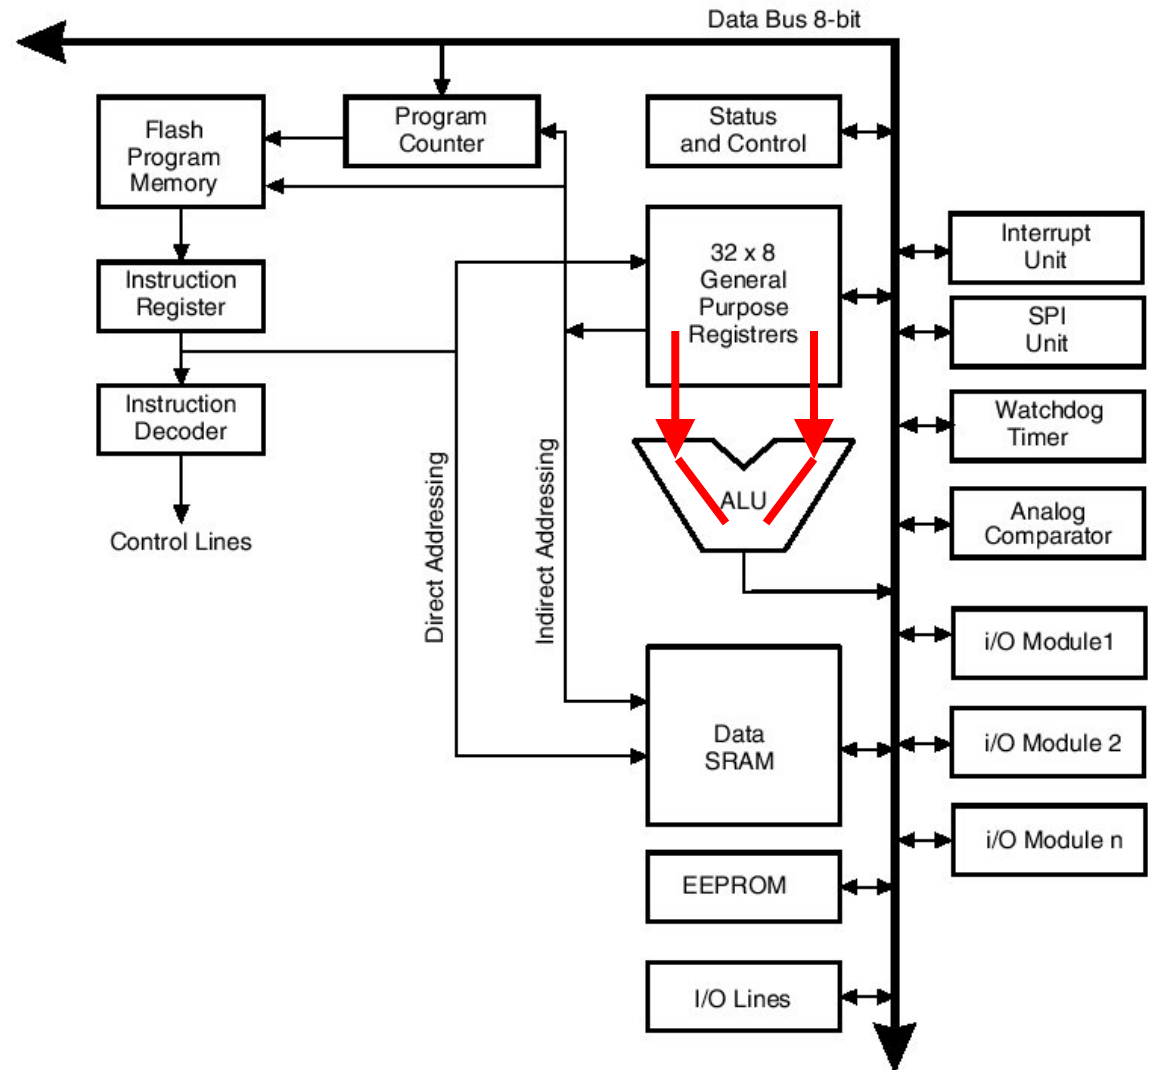 Data Bus 8-bit
Flash
Program
Memory
Program
Counter
Status
and Control
Instruction
Register
32 x 8
General
Purpose
Registrers
Interrupt
Unit
SPI
Unit
Instruction
Decoder
Watchdog
Timer
ALU
Analog
Comparator
Control Lines
Direct Addressing
Indirect Addressing
i/O Module1
Data
SRAM
i/O Module 2
i/O Module n
EEPROM
I/O Lines